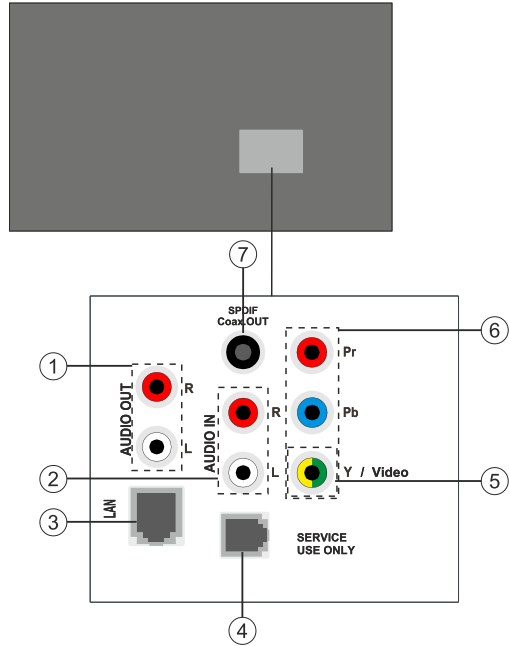 7
SPDIF
Coax.OUT
6
1
Pr
AUDIO OUT
R
AUDIO IN
R
Pb
L
2
L
Y / Video
5
3
LAN
SERVICE
USE ONLY
4